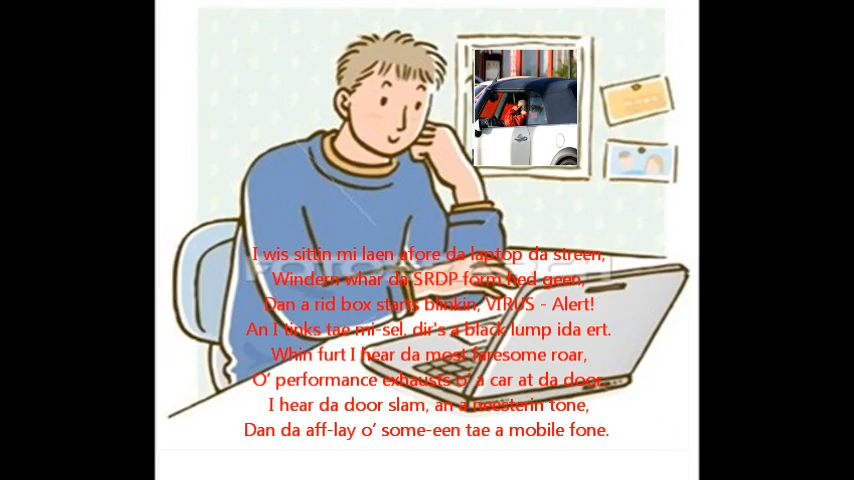 I wis sittin mi laen afore da laptop da streen,
Windern whar da SRDP form hed geen,
Dan a rid box starts blinkin, VIRUS - Alert!
An I tinks tae mi-sel, dir's a black lump ida ert.
Whin furt I hear da most faresome roar,
O’ performance exhausts o’ a car at da door,
I hear da door slam, an a neesterin tone,
Dan da aff-lay o’ some-een tae a mobile fone.